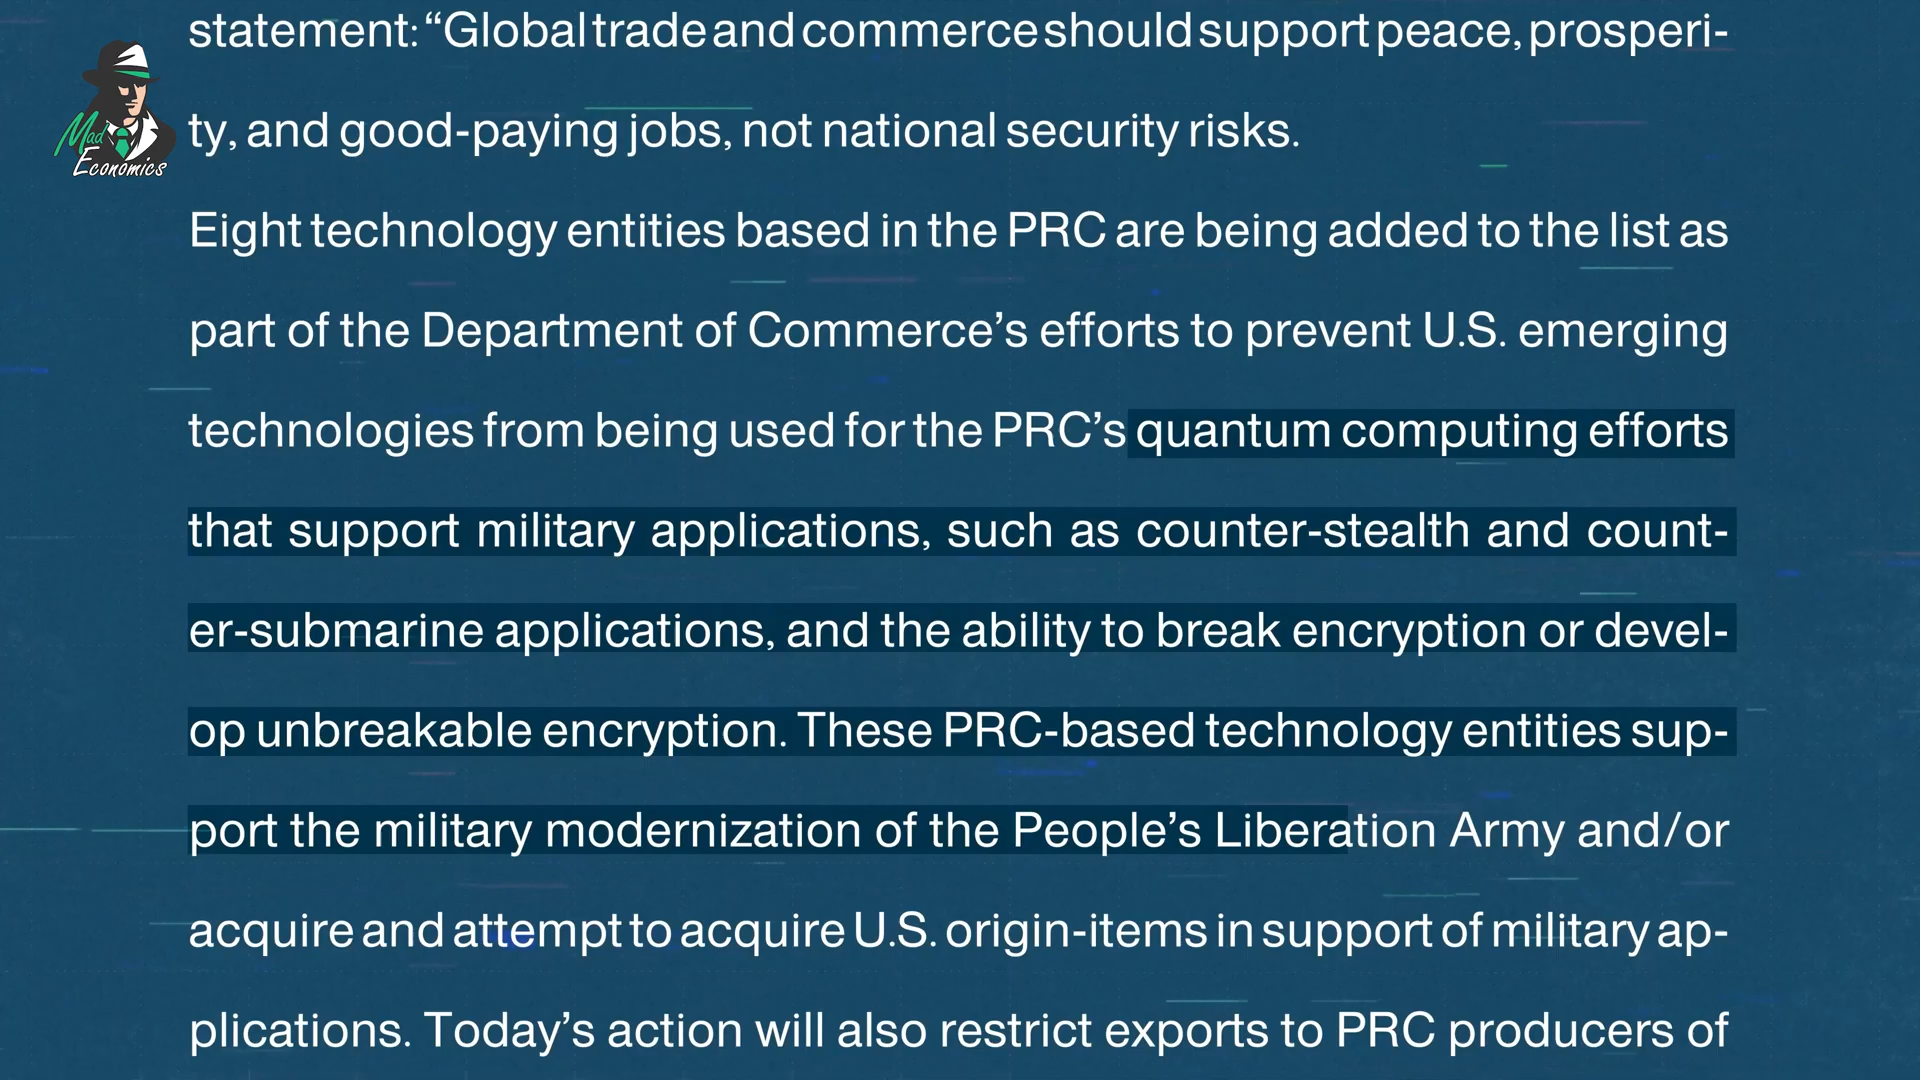 statement: “Global trade and commerce should support peace, prosperi-
Mad
Economics
ty, and good-paying jobs, not national security risks.
Eight technology entities based in the PRC are being added to the list as
part of the Department of Commerce’s efforts to prevent U.S. emerging
technologies from being used for the PRC’s quantum computing efforts
that support military applications, such as counter-stealth and count-
er-submarine applications, and the ability to break encryption or devel-
op unbreakable encryption. These PRC-based technology entities sup-
port the military modernization of the People’s Liberation Army and/or
acquire and attempt to acquire U.S. origin-items in support of military ap-
plications. Today’s action will also restrict exports to PRC producers of